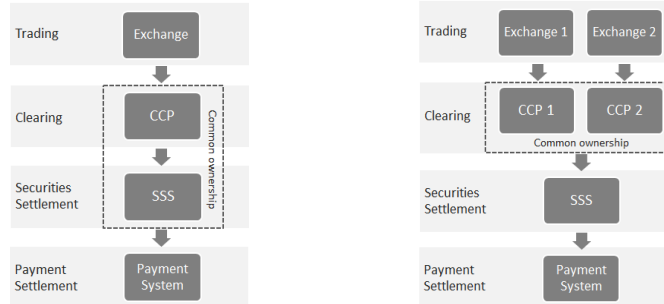 Trading
Exchange
Clearing
CCP
Common ownership
Securities
Settlement
SSS
Payment
Settlement
Payment
System
Trading
Exchange 1
Exchange 2
Clearing
CCP 1
CCP 2
Common ownership
Securities
Settlement
SSS
Payment
Settlement
Payment
System